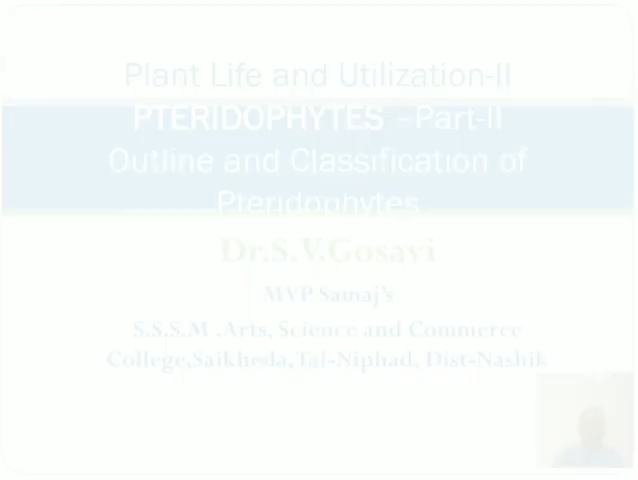 Plant Life and Utilization-II
PTERIDOPHYTES –Part-II
Outline and Classification of
Pteridophytes
Dr.S.V.Gosavi
MVP Samaj's
S.S.S.M .Arts, Science and Commerce
College,Saikheda,Tal-Niphad, Dist-Nashik